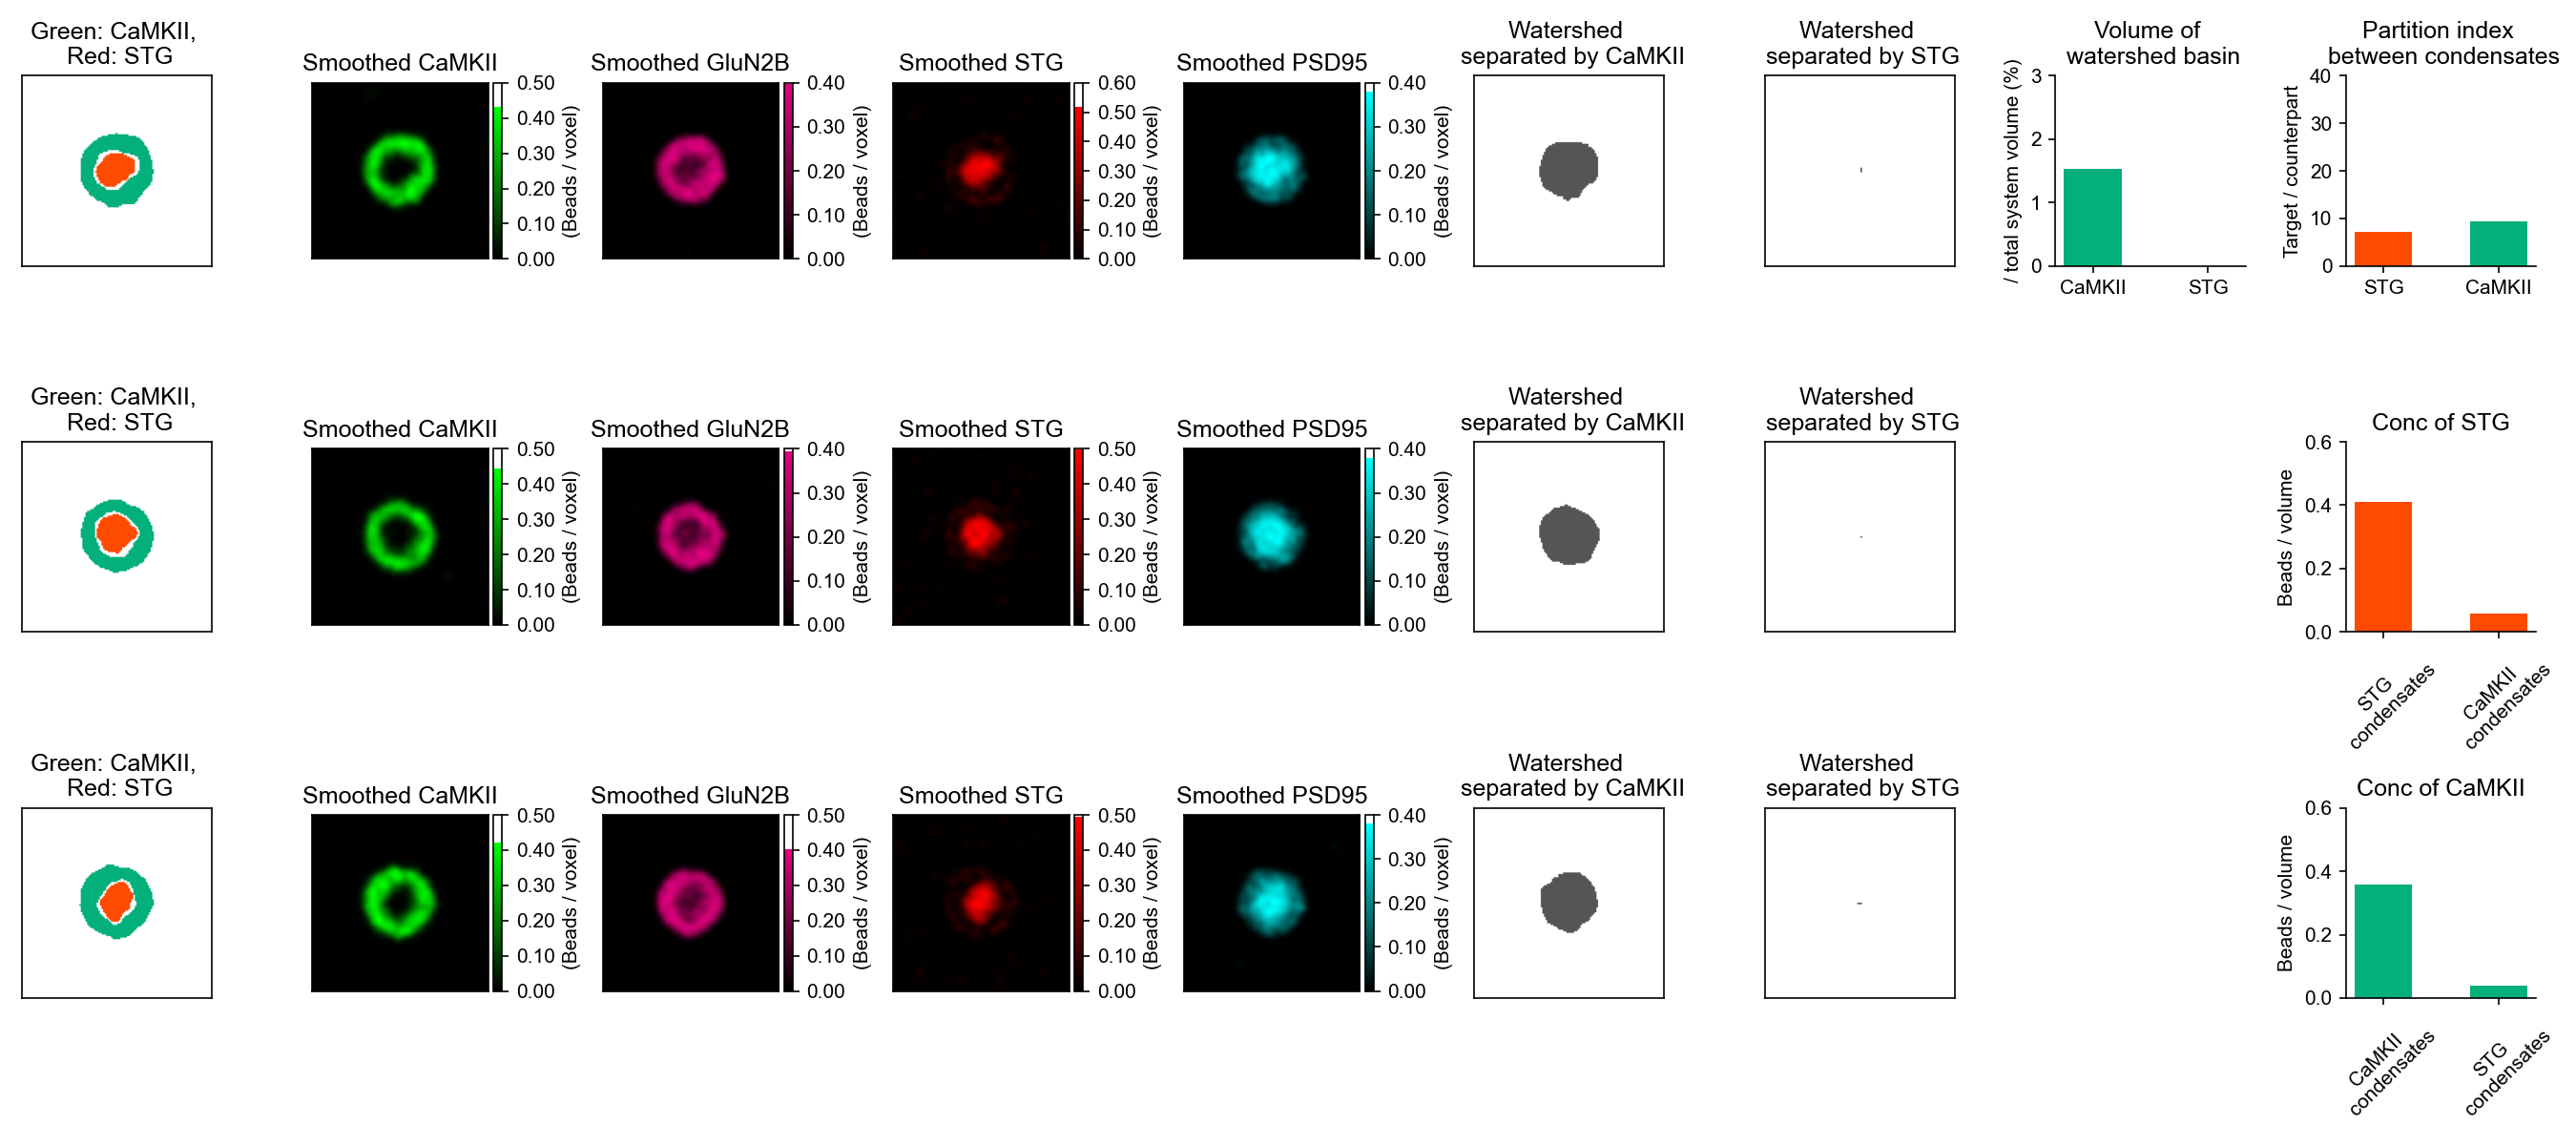 Green: CaMKII,
Red: STG
Smoothed CaMKII
Smoothed GluN2B
Smoothed STG
Smoothed PSD95
Watershed
separated by CaMKII
Watershed
separated by STG
Volume of
watershed basin
Partition index
between condensates
0.50
0.40
0.30
0.20
0.10
0.00
(Beads / voxel)
0.40
0.30
0.20
0.10
0.00
(Beads / voxel)
0.60
0.50
0.40
0.30
0.20
0.10
0.00
(Beads / voxel)
0.40
0.30
0.20
0.10
0.00
(Beads / voxel)
/ total system volume (%)
3
2
1
0
CaMKII
STG
Target / counterpart
40
30
20
10
0
STG
CaMKII
Green: CaMKII,
Red: STG
Smoothed CaMKII
Smoothed GluN2B
Smoothed STG
Smoothed PSD95
Watershed
separated by CaMKII
Watershed
separated by STG
Conc of STG
0.50
0.40
0.30
0.20
0.10
0.00
(Beads / voxel)
0.40
0.30
0.20
0.10
0.00
(Beads / voxel)
0.50
0.40
0.30
0.20
0.10
0.00
(Beads / voxel)
0.40
0.30
0.20
0.10
0.00
(Beads / voxel)
Beads / volume
0.6
0.4
0.2
0.0
STG
condensates
CaMKII
condensates
Green: CaMKII,
Red: STG
Smoothed CaMKII
Smoothed GluN2B
Smoothed STG
Smoothed PSD95
Watershed
separated by CaMKII
Watershed
separated by STG
Conc of CaMKII
0.50
0.40
0.30
0.20
0.10
0.00
(Beads / voxel)
0.50
0.40
0.30
0.20
0.10
0.00
(Beads / voxel)
0.50
0.40
0.30
0.20
0.10
0.00
(Beads / voxel)
0.40
0.30
0.20
0.10
0.00
(Beads / voxel)
Beads / volume
0.6
0.4
0.2
0.0
CaMKII
condensates
STG
condensates